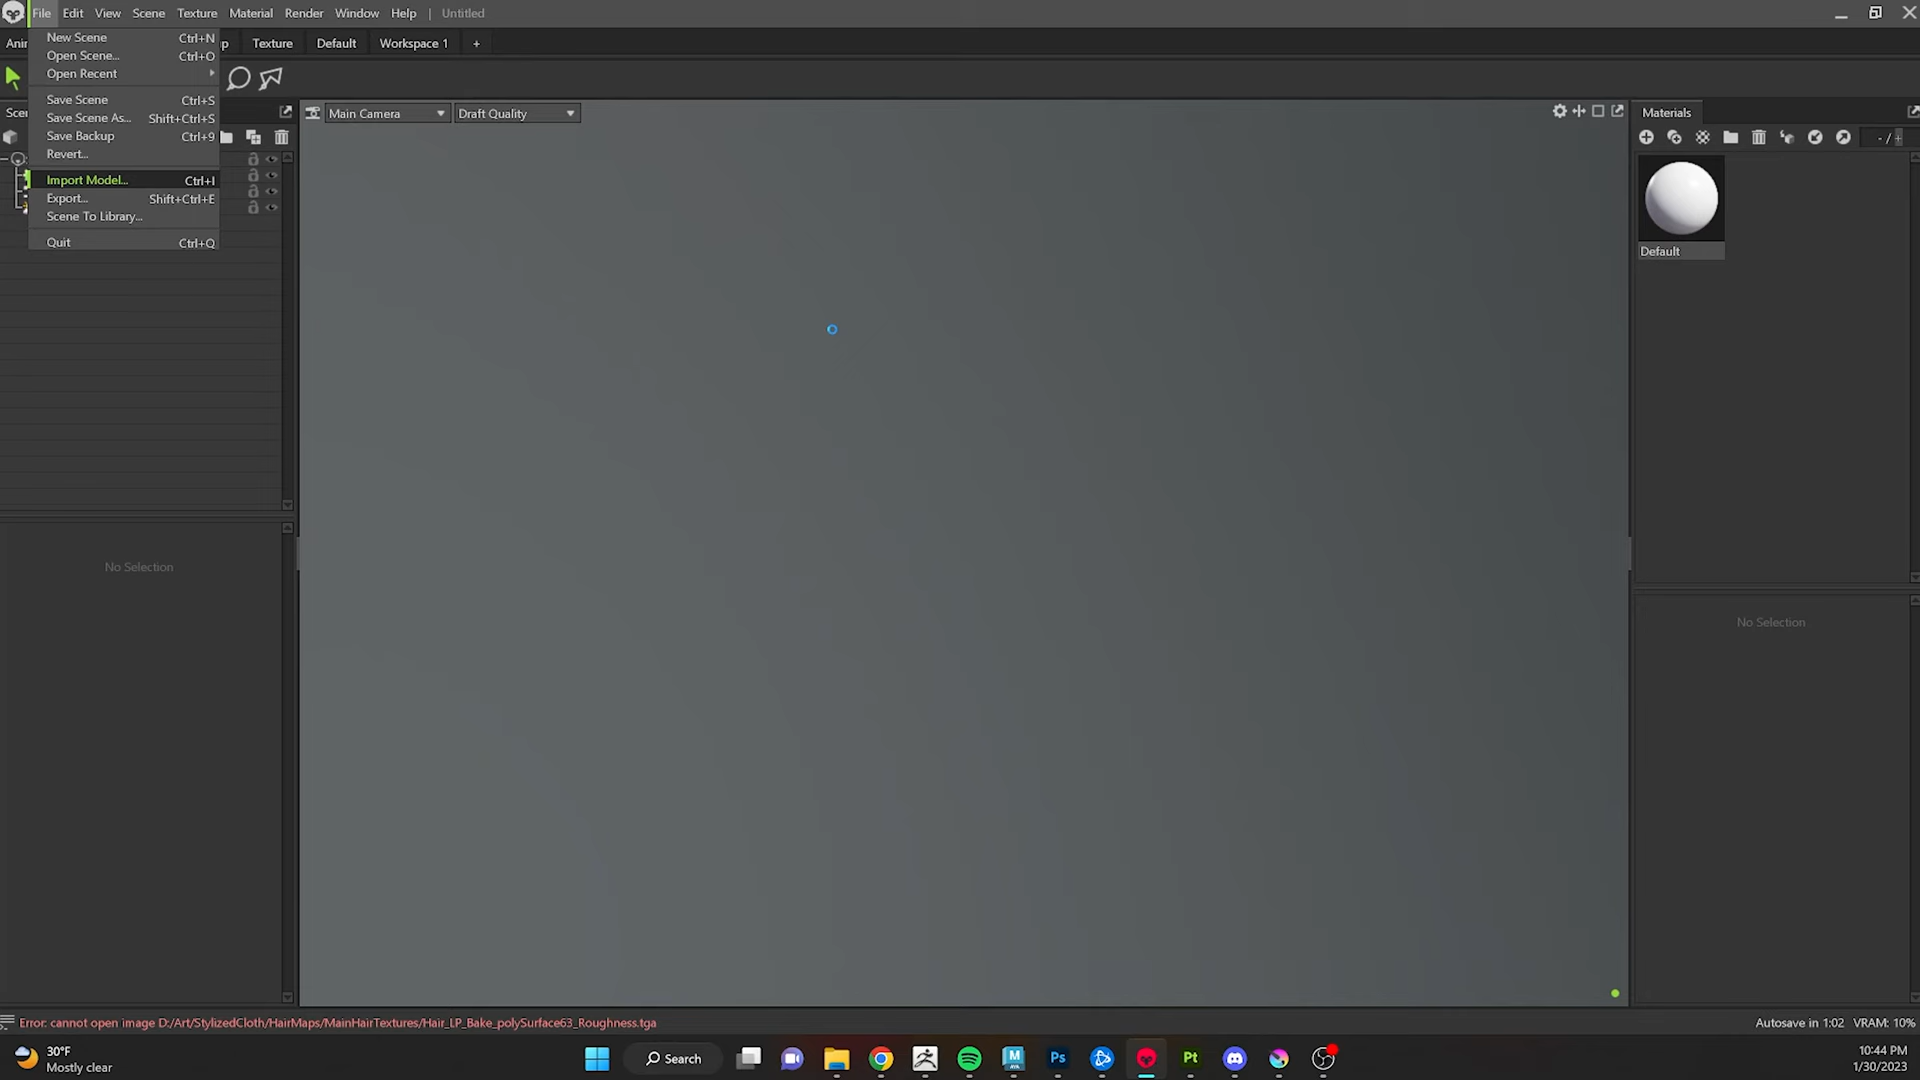 File Edit View Scene Texture Material Render Window Help | Untitled
Ani p Texture Default Workspace 1 +
New Scene Ctrl+N
Open Scene... Ctrl+O
Open Recent
Save Scene Ctrl+S
Save Scene As... Shift+Ctrl+S
Save Backup Ctrl+9
Revert...
Import Model... Ctrl+I
Export... Shift+Ctrl+E
Scene To Library...
Quit Ctrl+Q
Scen
Main Camera Draft Quality
Materials
- / +
Default
No Selection
No Selection
Error: cannot open image D:/Art/StylizedCloth/HairMaps/MainHairTextures/Hair_LP_Bake_polySurface63_Roughness.tga
Autosave in 1:02 VRAM: 10%
30°F
Mostly clear
Search
M
Ps
Pt
10:44 PM
1/30/2023